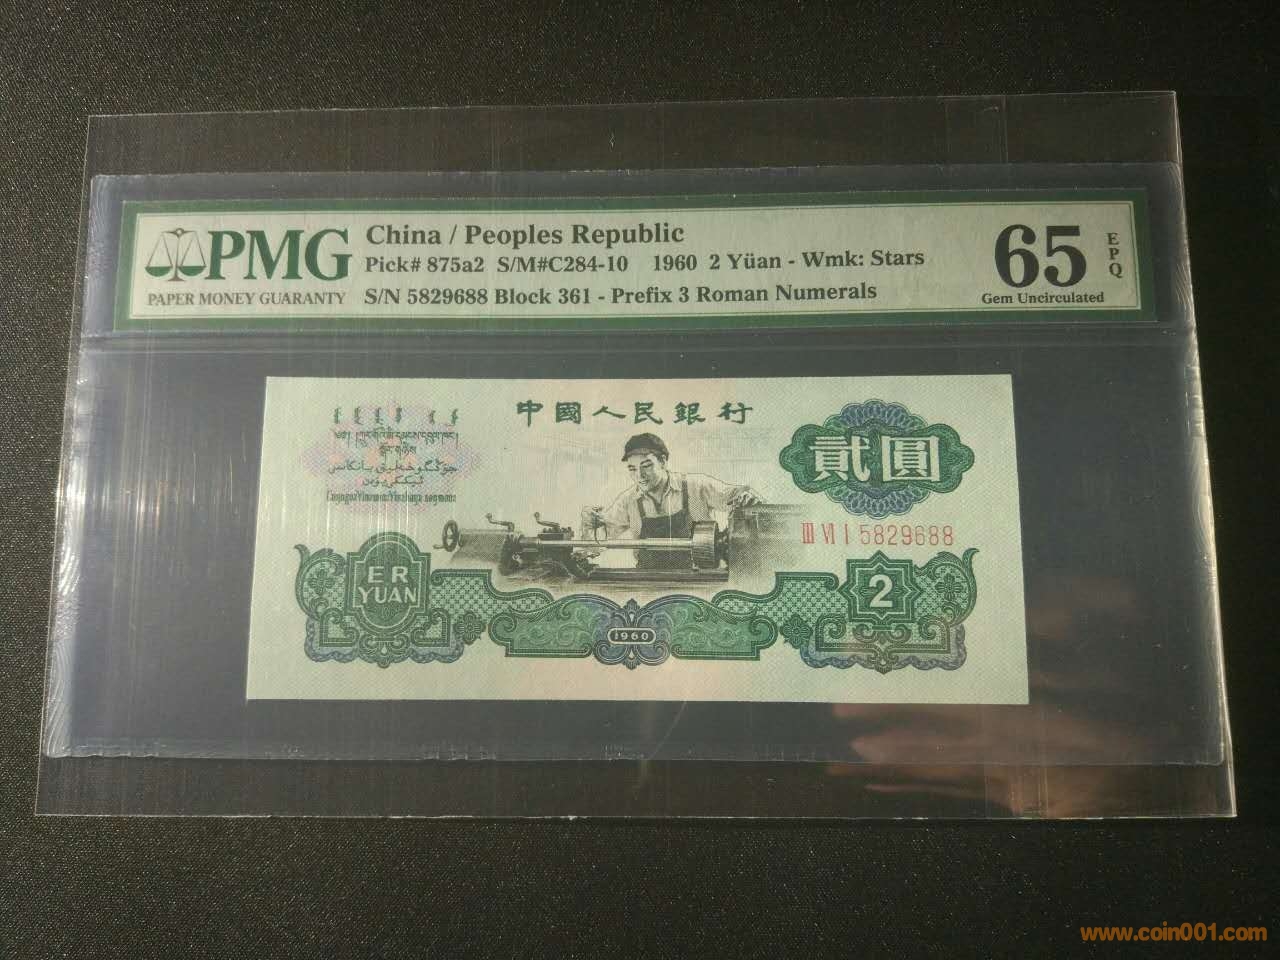 PMG
PAPER MONEY GUARANTY
China / Peoples Republic
Pick# 875a2 S/M#C284-10 1960 2 Yüan - Wmk: Stars
S/N 5829688 Block 361 - Prefix 3 Roman Numerals
65
EPQ
Gem Uncirculated
中國人民銀行
貳圓
III VI I 5829688
ER
YUAN
2
1960
www.coin001.com